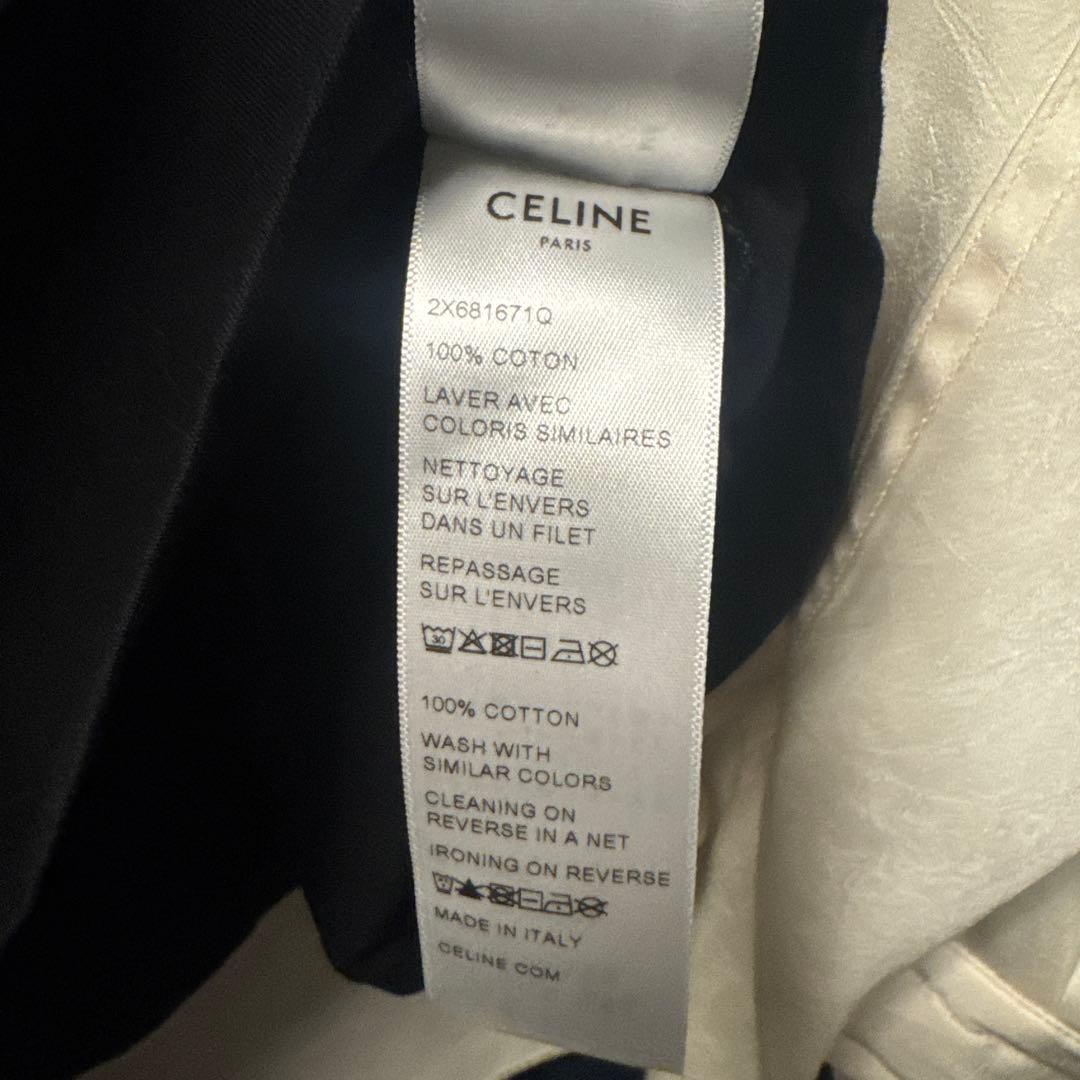 CELINE
PARIS
2X681671Q
100% COTON
LAVER AVEC
COLORIS SIMILAIRES
NETTOYAGE
SUR L'ENVERS
DANS UN FILET
REPASSAGE
SUR L'ENVERS
30
100% COTTON
WASH WITH
SIMILAR COLORS
CLEANING ON
REVERSE IN A NET
IRONING ON REVERSE
MADE IN ITALY
CELINE.COM